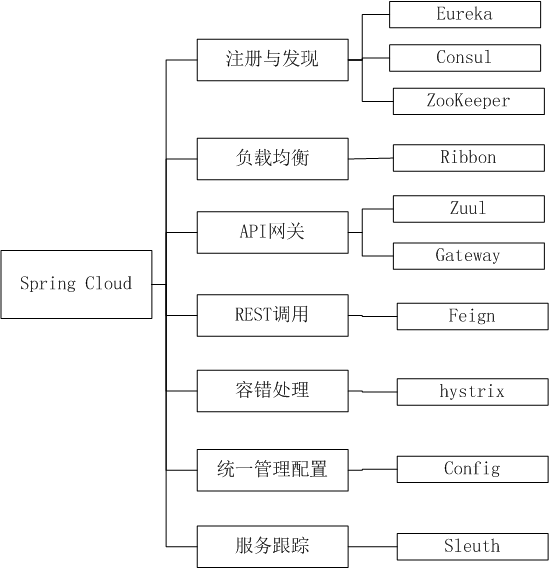 Spring Cloud
注册与发现
Eureka
Consul
ZooKeeper
负载均衡
Ribbon
API网关
Zuul
Gateway
REST调用
Feign
容错处理
hystrix
统一管理配置
Config
服务跟踪
Sleuth